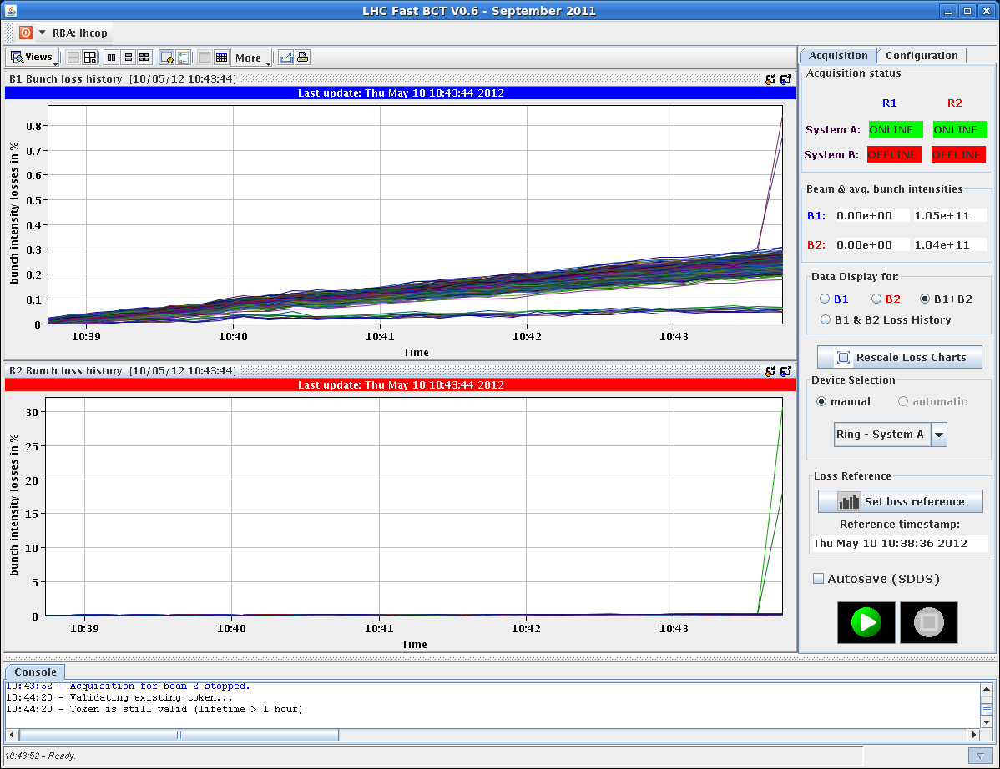 LHC Fast BCT V0.6 - September 2011
RBA: lhcop
Views
More
B1 Bunch loss history [10/05/12 10:43:44]
Last update: Thu May 10 10:43:44 2012
bunch intensity losses in %
0.8
0.7
0.6
0.5
0.4
0.3
0.2
0.1
0
10:39 10:40 10:41 10:42 10:43
Time
B2 Bunch loss history [10/05/12 10:43:44]
Last update: Thu May 10 10:43:44 2012
bunch intensity losses in %
30
25
20
15
10
5
0
10:39 10:40 10:41 10:42 10:43
Time
Acquisition Configuration
Acquisition status
R1 R2
System A: ONLINE ONLINE
System B: OFFLINE OFFLINE
Beam & avg. bunch intensities
B1: 0.00e+00 1.05e+11
B2: 0.00e+00 1.04e+11
Data Display for:
B1 B2 B1+B2
B1 & B2 Loss History
Rescale Loss Charts
Device Selection
manual automatic
Ring - System A
Loss Reference
Set loss reference
Reference timestamp:
Thu May 10 10:38:36 2012
Autosave (SDDS)
Console
10:43:52 - Acquisition for beam 2 stopped.
10:44:20 - Validating existing token...
10:44:20 - Token is still valid (lifetime > 1 hour)
10:43:52 - Ready.